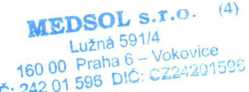 MEDSOL s.r.o. (4)
Lužná 591/4
160 00 Praha 6 – Vokovice
Č: 242 01 596 DIČ: CZ24201596